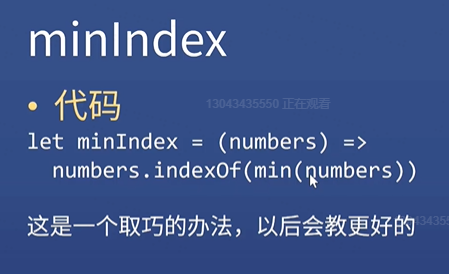 minIndex
• 代码
13043435550 正在观看
let minIndex = (numbers) =>
numbers.indexOf(min(numbers))
这是一个取巧的办法，以后会教更好的